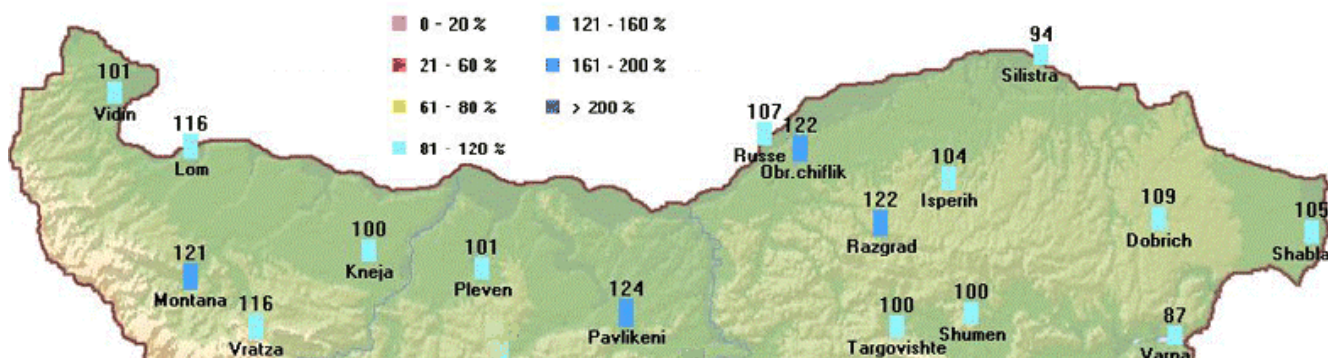 0 - 20 %
121 - 160 %
21 - 60 %
161 - 200 %
61 - 80 %
> 200 %
81 - 120 %
94
Silistra
101
Vidin
116
Lom
107
Russe
122
Obr.chiflik
104
Isperih
122
Razgrad
109
Dobrich
105
Shabla
100
Kneja
101
Pleven
121
Montana
116
Vratza
124
Pavlikeni
100
Targovishte
100
Shumen
87
Varna